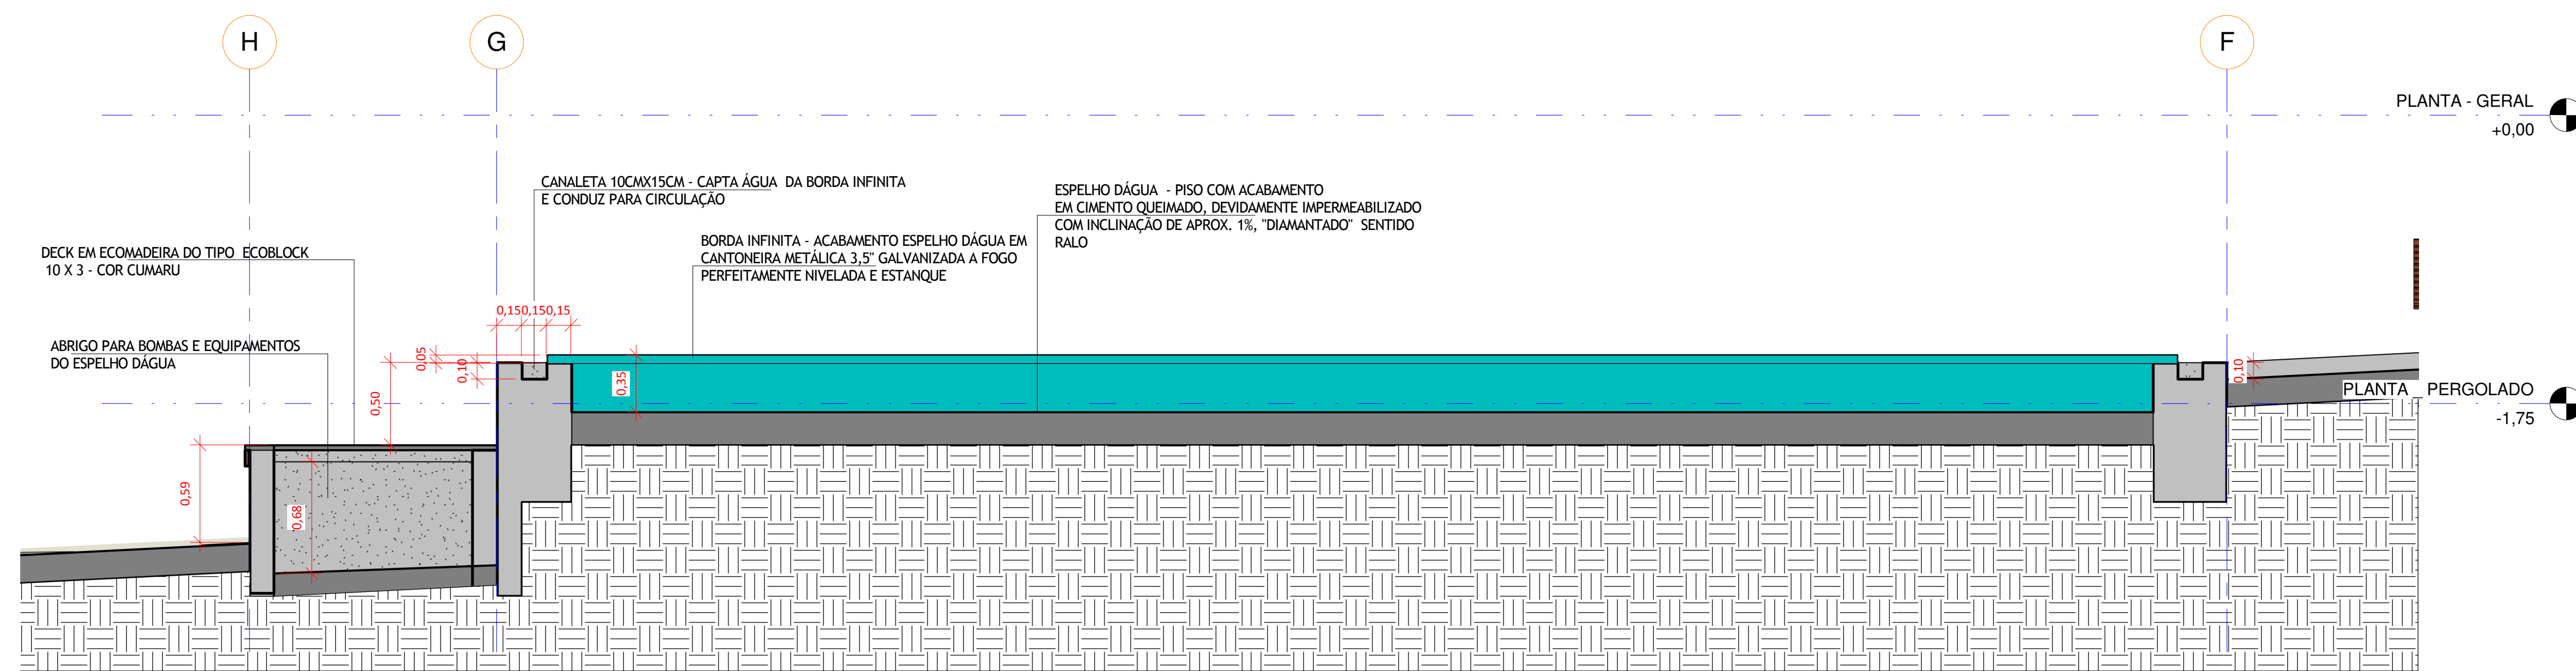 H
G
F
PLANTA - GERAL
+0,00
CANALETA 10CMX15CM - CAPTA ÁGUA DA BORDA INFINITA
E CONDUZ PARA CIRCULAÇÃO
ESPELHO DÁGUA - PISO COM ACABAMENTO
EM CIMENTO QUEIMADO, DEVIDAMENTE IMPERMEABILIZADO
COM INCLINAÇÃO DE APROX. 1%, "DIAMANTADO" SENTIDO
RALO
BORDA INFINITA - ACABAMENTO ESPELHO DÁGUA EM
CANTONEIRA METÁLICA 3,5" GALVANIZADA A FOGO
PERFEITAMENTE NIVELADA E ESTANQUE
DECK EM ECOMADEIRA DO TIPO ECOBLOCK
10 X 3 - COR CUMARU
ABRIGO PARA BOMBAS E EQUIPAMENTOS
DO ESPELHO DÁGUA
0,15
0,15
0,15
0,05
0,10
0,50
0,35
0,10
PLANTA PERGOLADO
-1,75
0,59
0,68